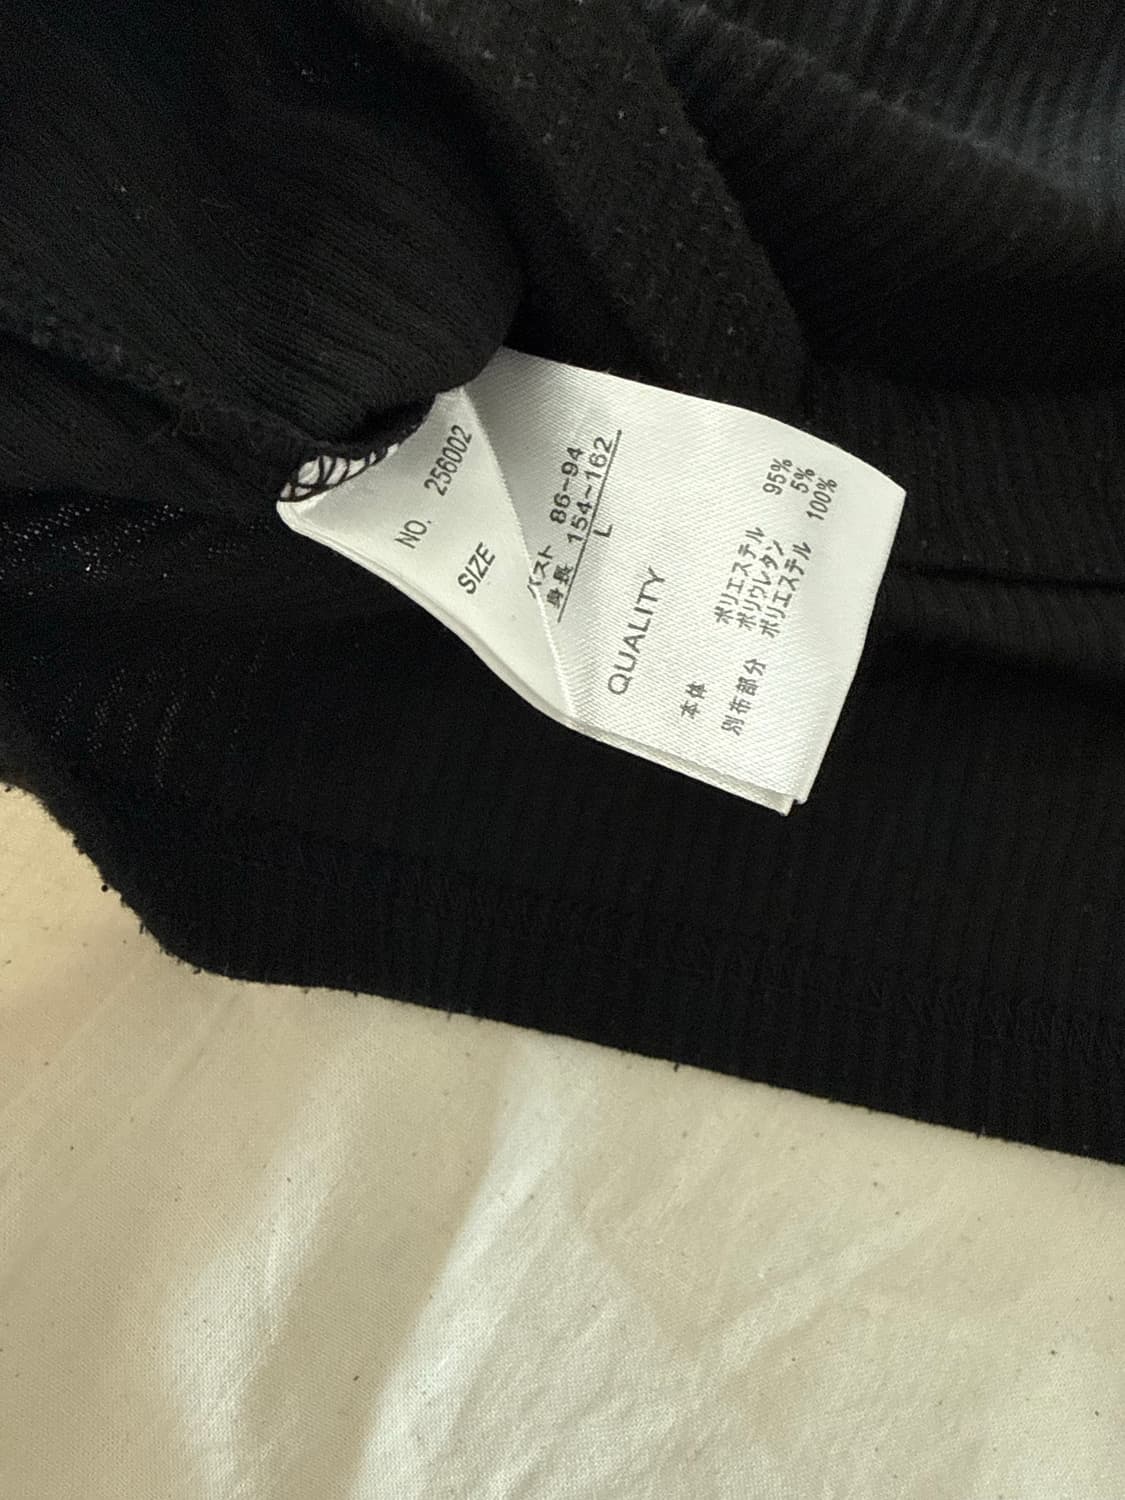 NO. 256002
SIZE
バスト 86~94
身長 154~162
L
QUALITY
本体 ポリエステル 95%
ポリウレタン 5%
別布部分 ポリエステル 100%